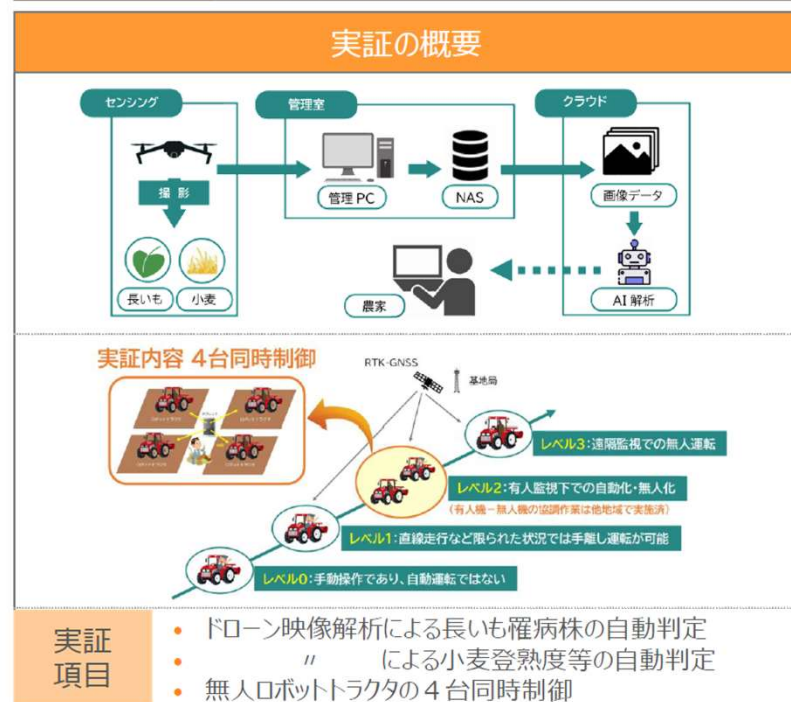 実証の概要
センシング
管理室
クラウド
撮影
管理PC
NAS
画像データ
長いも
小麦
農家
AI解析
実証内容 4台同時制御
RTK-GNSS
基地局
レベル3:遠隔監視での無人運転
レベル2:有人監視下での自動化・無人化
(有人機-無人機の協調作業は他地域で実施済)
レベル1:直線走行など限られた状況では手離し運転が可能
レベル0:手動操作であり、自動運転ではない
実証
項目
• ドローン映像解析による長いも罹病株の自動判定
• 〃 による小麦登熟度等の自動判定
• 無人ロボットトラクタの4台同時制御